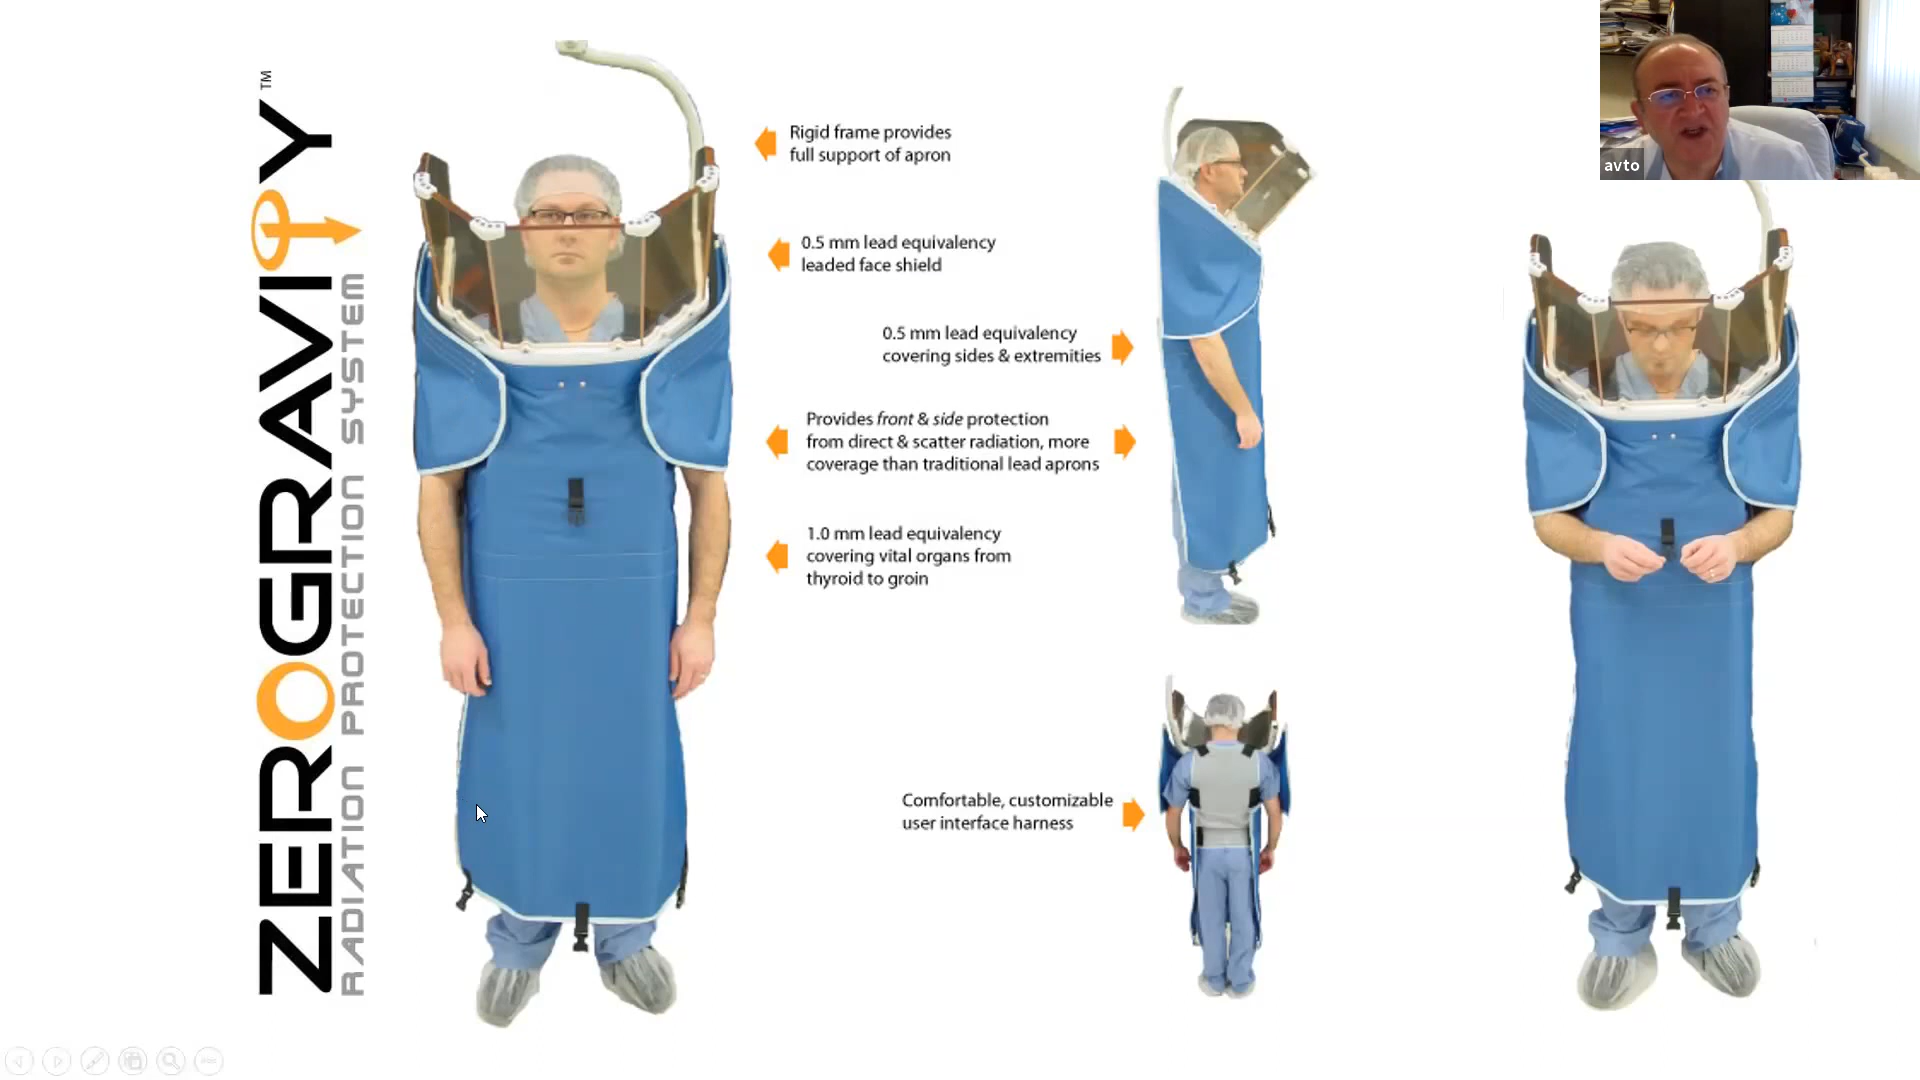 ZEROGRAVITY™
RADIATION PROTECTION SYSTEM
Rigid frame provides
full support of apron
0.5 mm lead equivalency
leaded face shield
0.5 mm lead equivalency
covering sides & extremities
Provides front & side protection
from direct & scatter radiation, more
coverage than traditional lead aprons
1.0 mm lead equivalency
covering vital organs from
thyroid to groin
Comfortable, customizable
user interface harness
avto